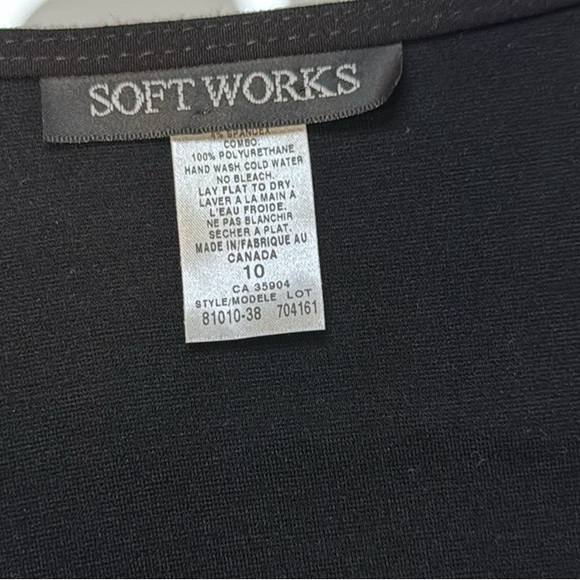 SOFT WORKS
4% SPANDEX
COMBO:
100% POLYURETHANE
HAND WASH COLD WATER
NO BLEACH.
LAY FLAT TO DRY.
LAVER A LA MAIN A
L'EAU FROIDE.
NE PAS BLANCHIR
SECHER A PLAT.
MADE IN/FABRIQUE AU
CANADA
10
CA 35904
STYLE/MODELE LOT
81010-38 704161